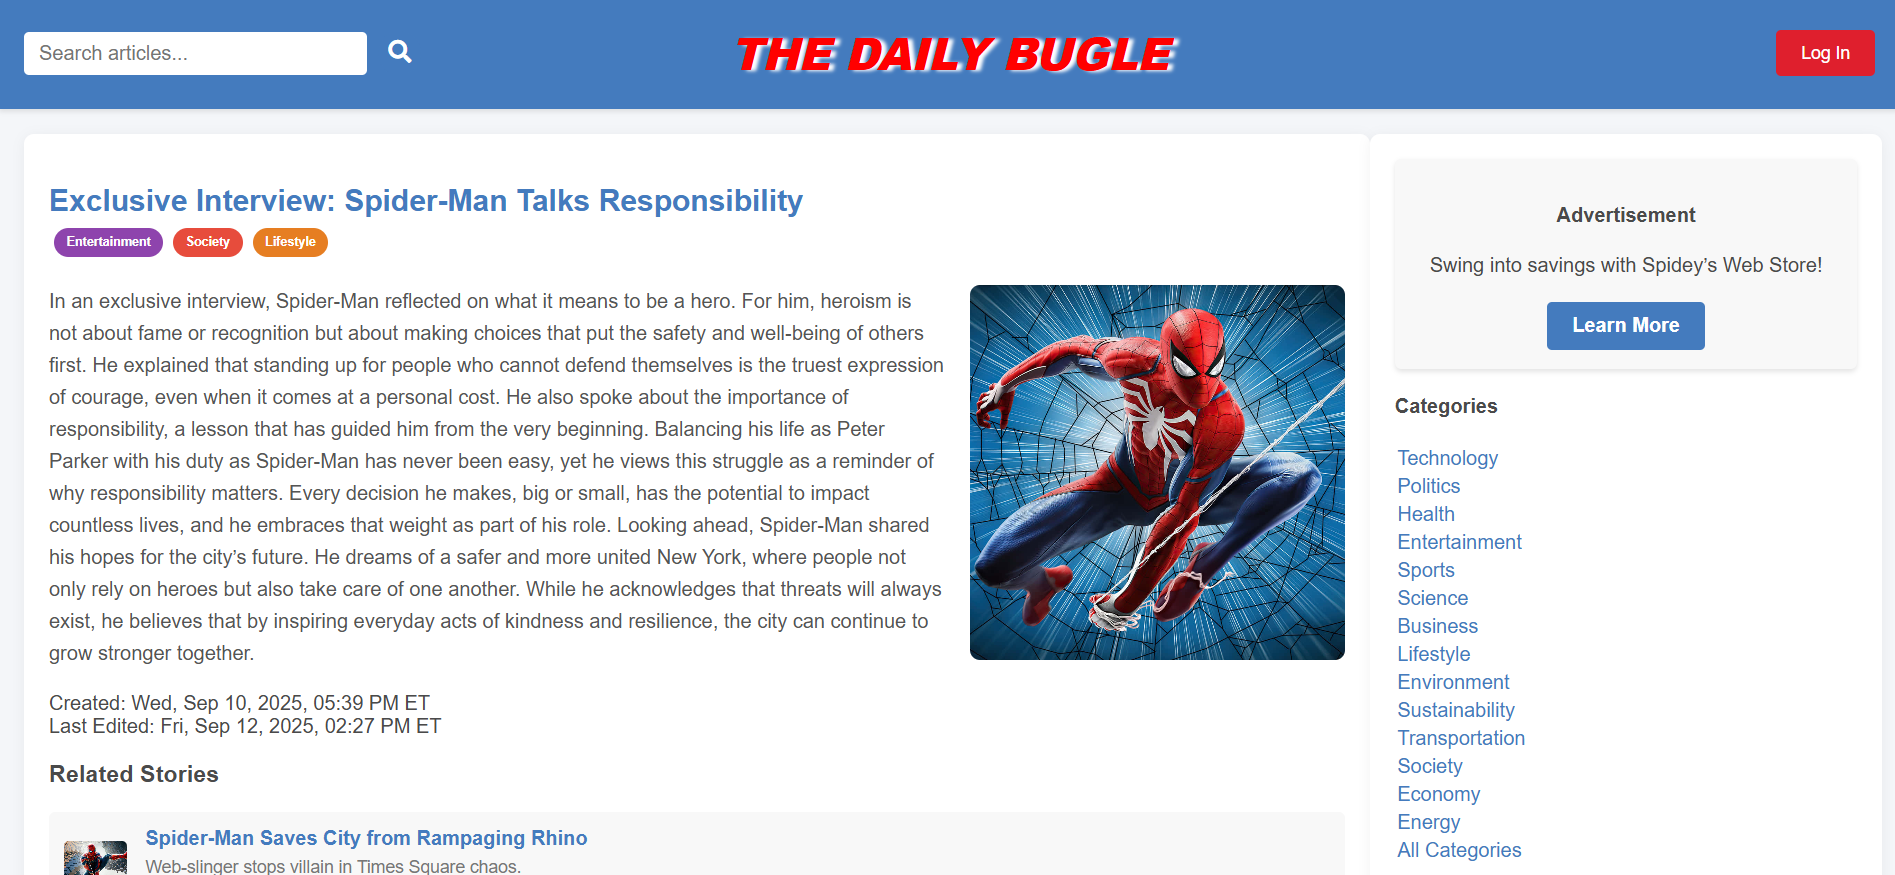 Search articles...
THE DAILY BUGLE
Log In
Exclusive Interview: Spider-Man Talks Responsibility
Entertainment Society Lifestyle
In an exclusive interview, Spider-Man reflected on what it means to be a hero. For him, heroism is
not about fame or recognition but about making choices that put the safety and well-being of others
first. He explained that standing up for people who cannot defend themselves is the truest expression
of courage, even when it comes at a personal cost. He also spoke about the importance of
responsibility, a lesson that has guided him from the very beginning. Balancing his life as Peter
Parker with his duty as Spider-Man has never been easy, yet he views this struggle as a reminder of
why responsibility matters. Every decision he makes, big or small, has the potential to impact
countless lives, and he embraces that weight as part of his role. Looking ahead, Spider-Man shared
his hopes for the city’s future. He dreams of a safer and more united New York, where people not
only rely on heroes but also take care of one another. While he acknowledges that threats will always
exist, he believes that by inspiring everyday acts of kindness and resilience, the city can continue to
grow stronger together.
Created: Wed, Sep 10, 2025, 05:39 PM ET
Last Edited: Fri, Sep 12, 2025, 02:27 PM ET
Related Stories
Spider-Man Saves City from Rampaging Rhino
Web-slinger stops villain in Times Square chaos.
Advertisement
Swing into savings with Spidey’s Web Store!
Learn More
Categories
Technology
Politics
Health
Entertainment
Sports
Science
Business
Lifestyle
Environment
Sustainability
Transportation
Society
Economy
Energy
All Categories